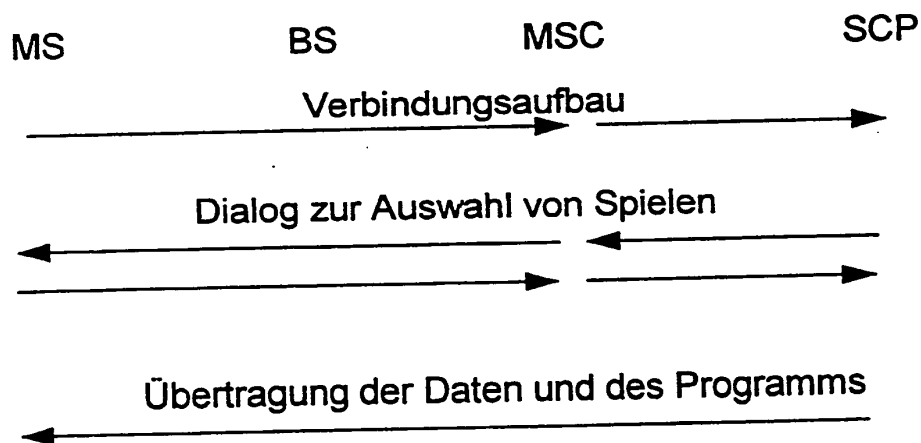 MS BS MSC SCP
Verbindungsaufbau
Dialog zur Auswahl von Spielen
Übertragung der Daten und des Programms